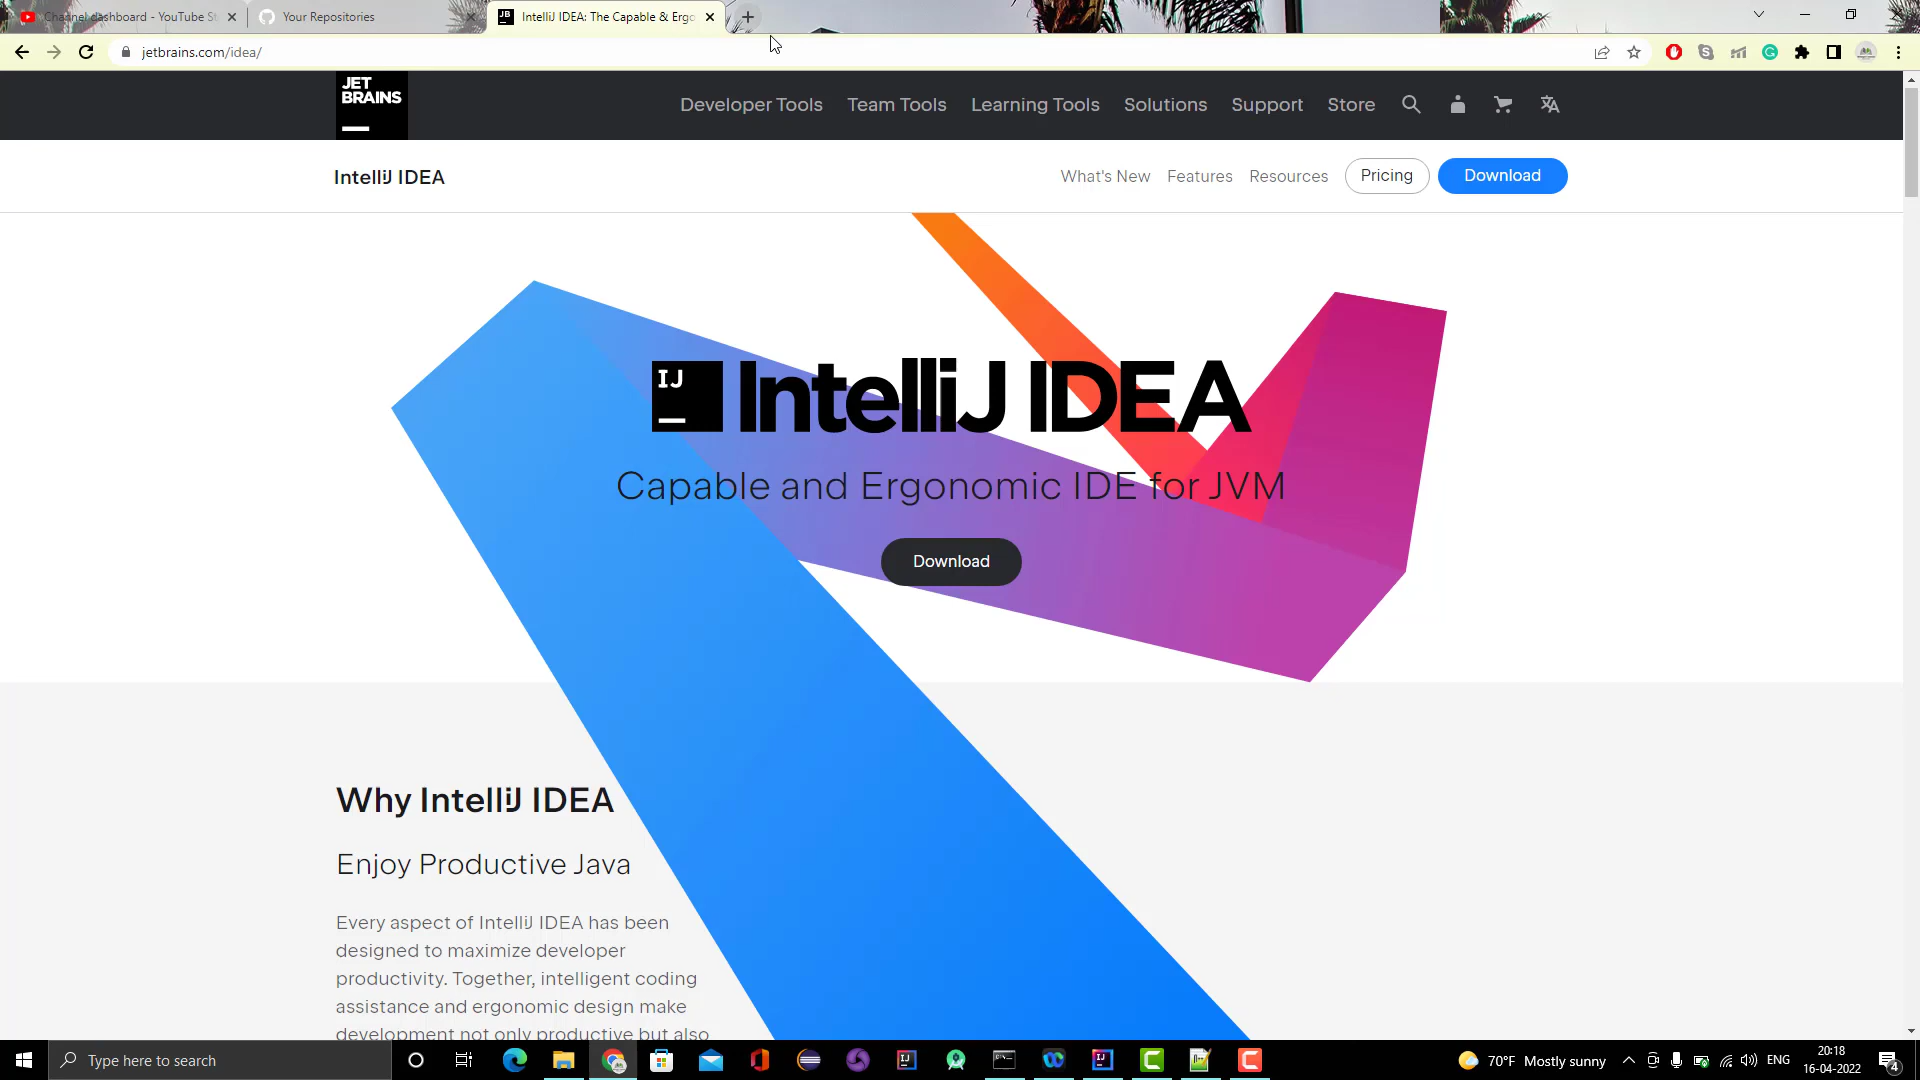 Channel dashboard - YouTube St
Your Repositories
IntelliJ IDEA: The Capable & Ergo
jetbrains.com/idea/
JET
BRAINS
Developer Tools
Team Tools
Learning Tools
Solutions
Support
Store
IntelliJ IDEA
What's New
Features
Resources
Pricing
Download
IJ
IntelliJ IDEA
Capable and Ergonomic IDE for JVM
Download
Why IntelliJ IDEA
Enjoy Productive Java
Every aspect of IntelliJ IDEA has been
designed to maximize developer
productivity. Together, intelligent coding
assistance and ergonomic design make
development not only productive but also
Type here to search
70°F Mostly sunny
ENG
20:18
16-04-2022
4